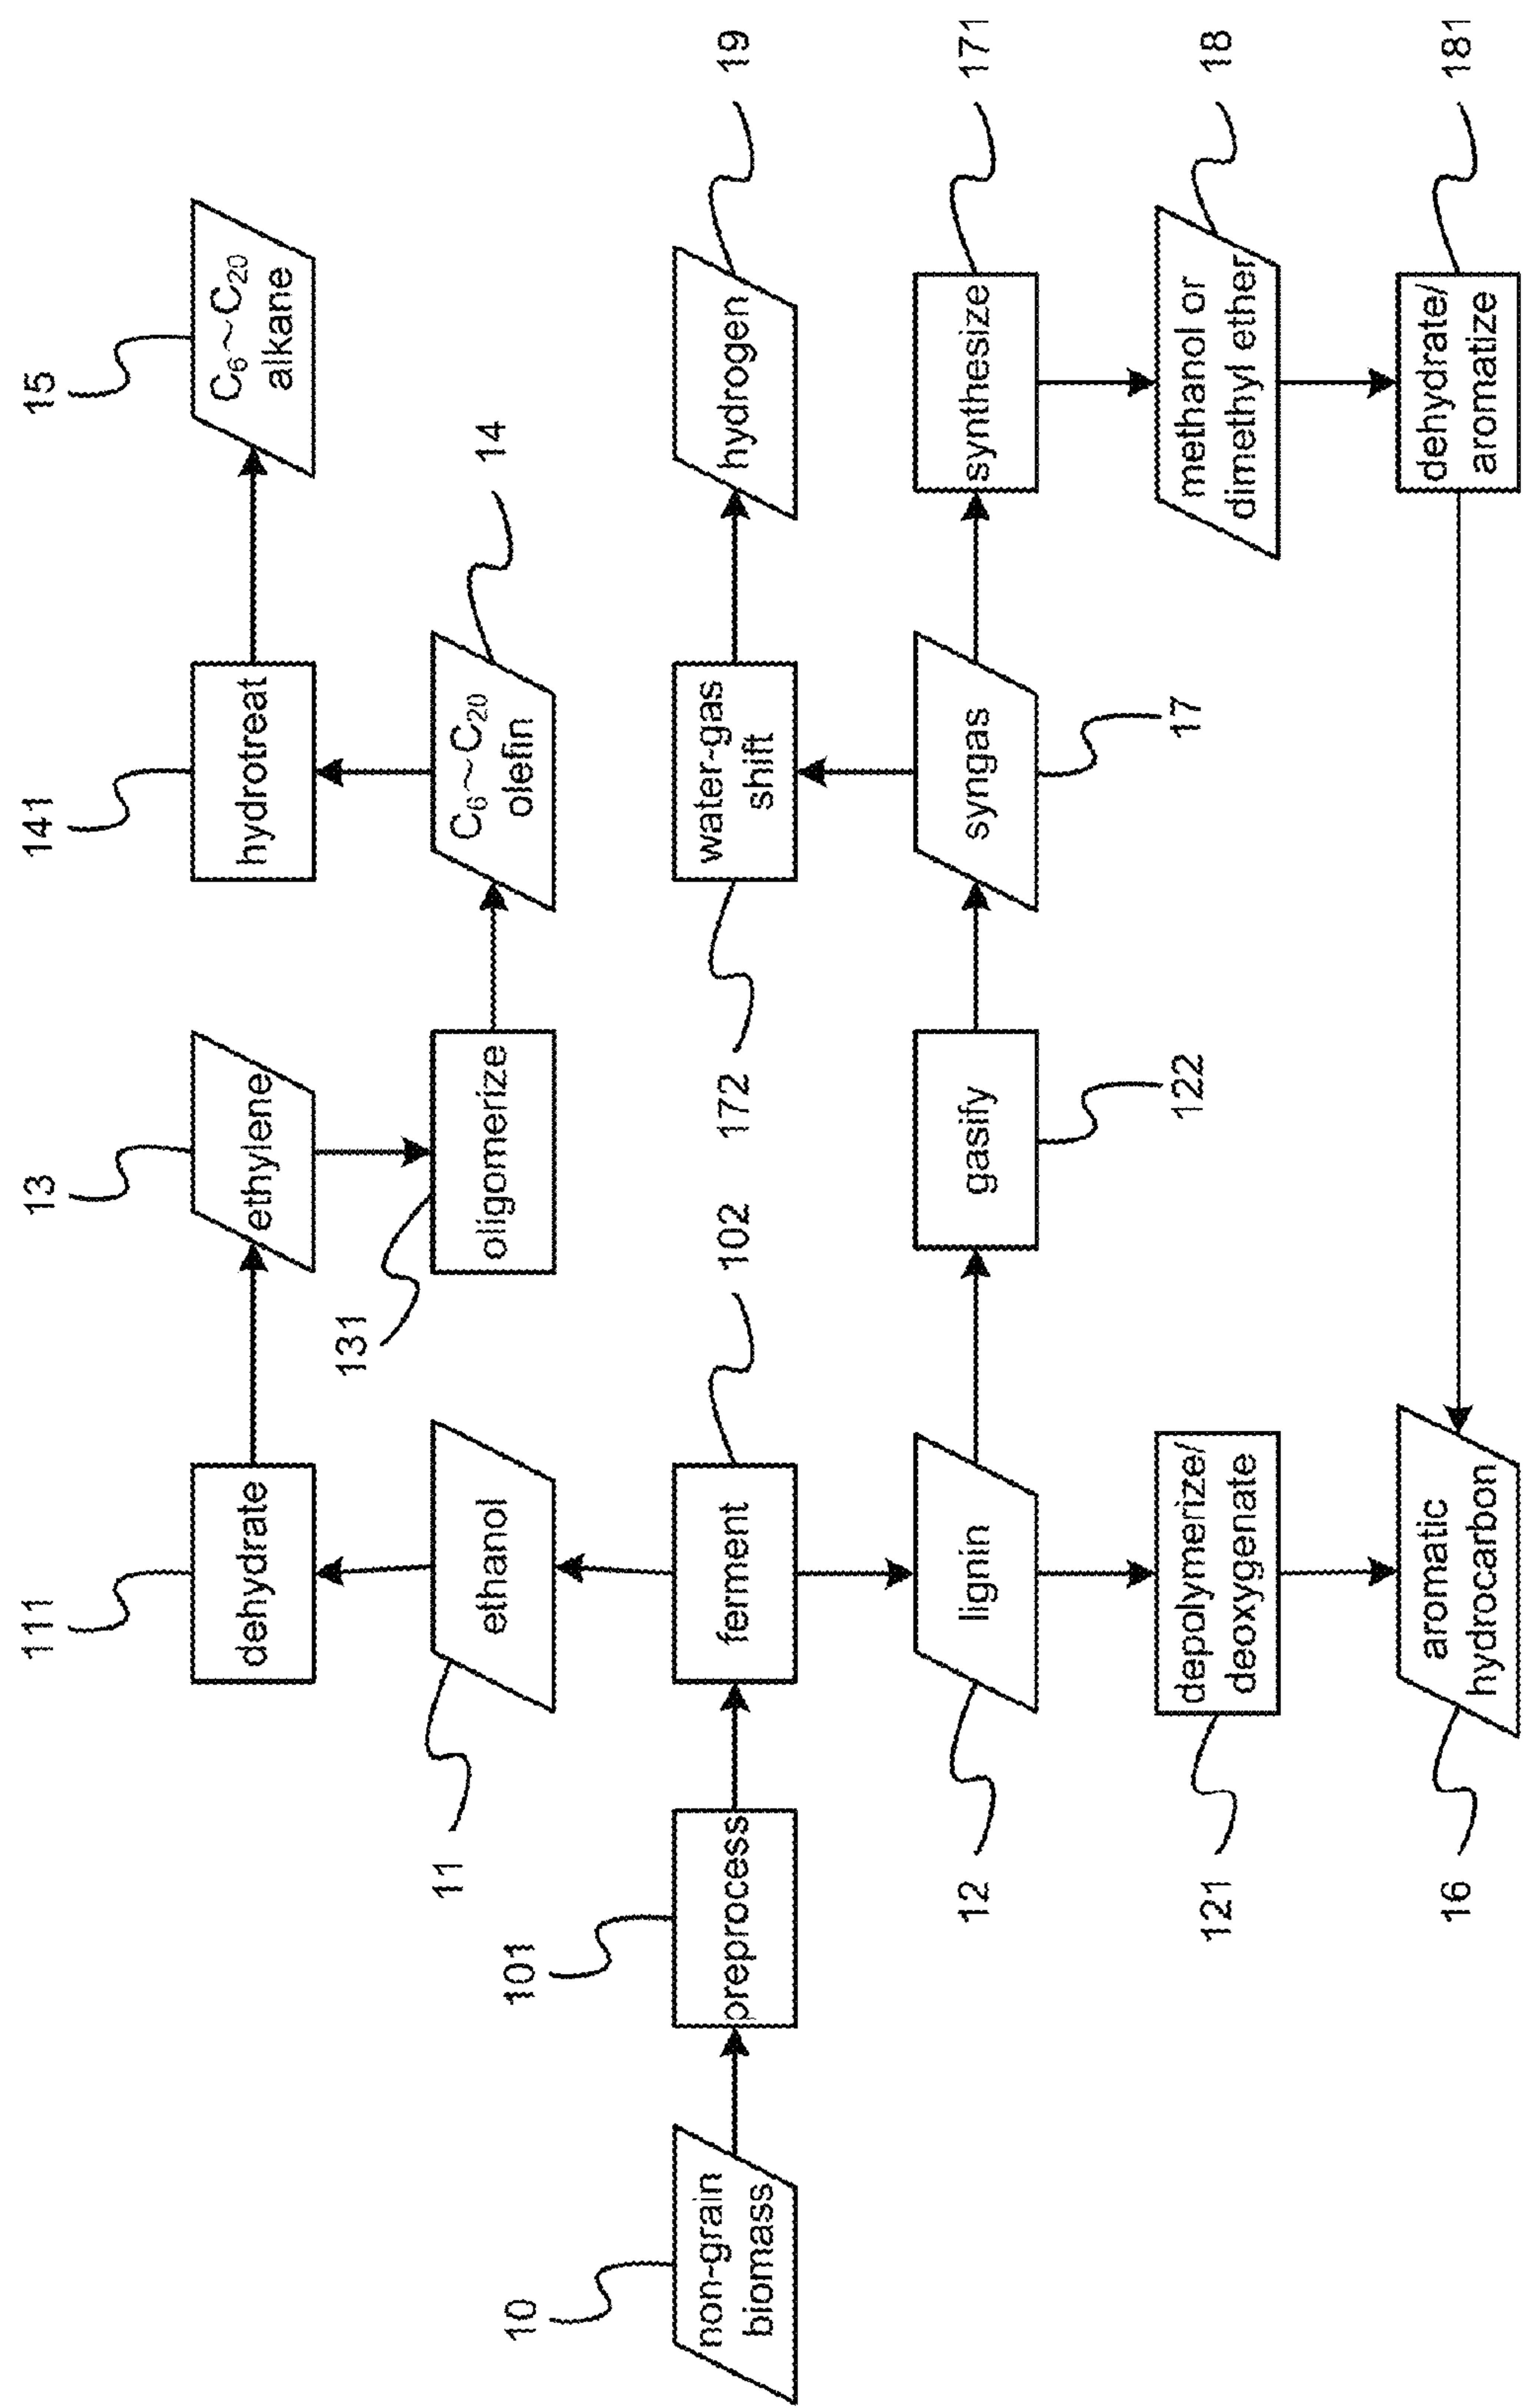 111
13
141
15
dehydrate
ethylene
hydrotreat
C₆～C₂₀
alkane
131
14
11
ethanol
oligomerize
C₆～C₂₀
olefin
10
101
102
172
19
non-grain
biomass
preprocess
ferment
water-gas
shift
hydrogen
12
lignin
gasify
syngas
synthesize
171
122
17
121
depolymerize/
deoxygenate
methanol or
dimethyl ether
18
16
aromatic
hydrocarbon
dehydrate/
aromatize
181